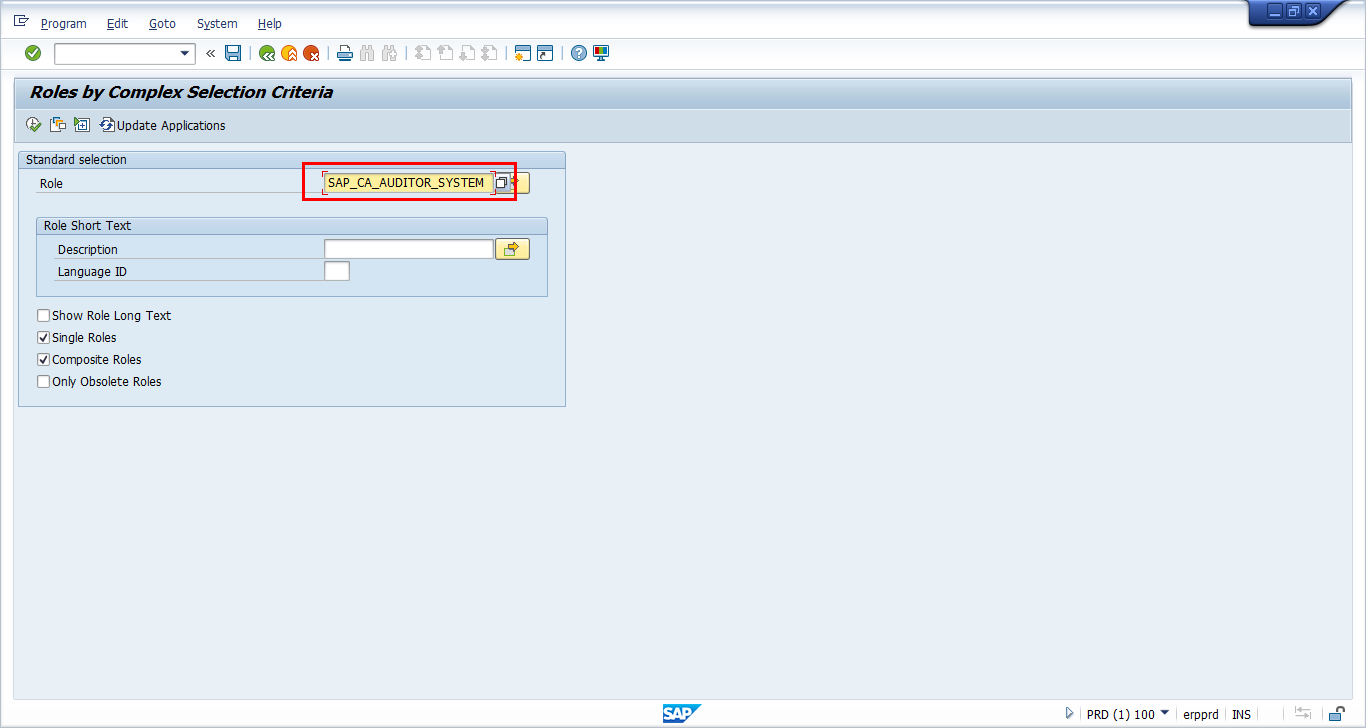 Program Edit Goto System Help
Roles by Complex Selection Criteria
Update Applications
Standard selection
Role SAP_CA_AUDITOR_SYSTEM
Role Short Text
Description
Language ID
Show Role Long Text
Single Roles
Composite Roles
Only Obsolete Roles
SAP PRD (1) 100 erpprd INS